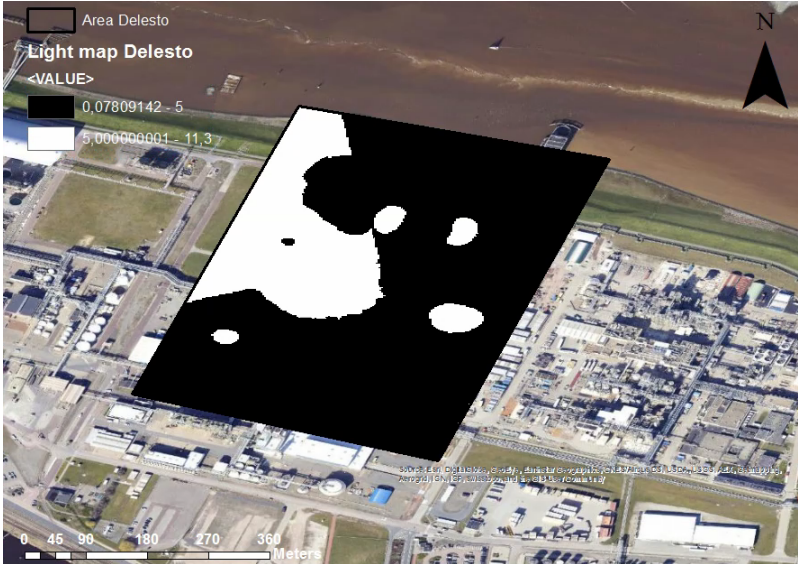 Area Delesto
N
Light map Delesto
<VALUE>
0,07809142 - 5
5,000000001 - 11,3
0 45 90 180 270 360
Meters